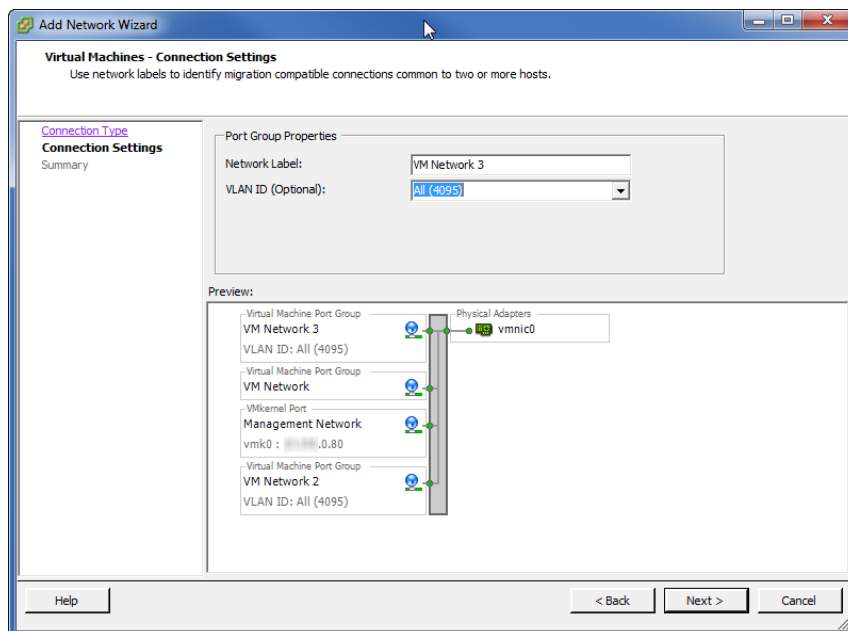 Add Network Wizard
Virtual Machines - Connection Settings
Use network labels to identify migration compatible connections common to two or more hosts.
Connection Type
Connection Settings
Summary
Port Group Properties
Network Label:
VM Network 3
VLAN ID (Optional):
All (4095)
Preview:
Virtual Machine Port Group
VM Network 3
VLAN ID: All (4095)
Physical Adapters
vmnic0
Virtual Machine Port Group
VM Network
VMkernel Port
Management Network
vmk0 : .0.80
Virtual Machine Port Group
VM Network 2
VLAN ID: All (4095)
Help
< Back
Next >
Cancel